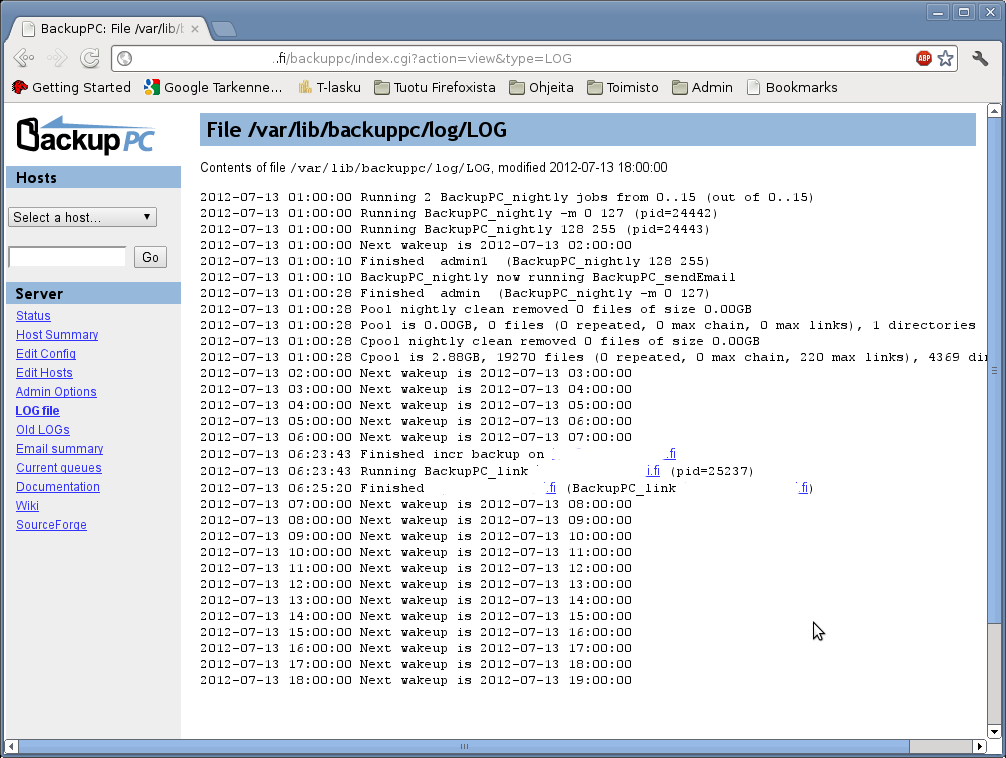 BackupPC: File /var/lib/b
..fi/backuppc/index.cgi?action=view&type=LOG
ABP
Getting Started
Google Tarkenne...
T-lasku
Tuotu Firefoxista
Ohjeita
Toimisto
Admin
Bookmarks
BackupPC
Hosts
Select a host...
Go
Server
Status
Host Summary
Edit Config
Edit Hosts
Admin Options
LOG file
Old LOGs
Email summary
Current queues
Documentation
Wiki
SourceForge
File /var/lib/backuppc/log/LOG
Contents of file /var/lib/backuppc/log/LOG, modified 2012-07-13 18:00:00
2012-07-13 01:00:00 Running 2 BackupPC_nightly jobs from 0..15 (out of 0..15)
2012-07-13 01:00:00 Running BackupPC_nightly -m 0 127 (pid=24442)
2012-07-13 01:00:00 Running BackupPC_nightly 128 255 (pid=24443)
2012-07-13 01:00:00 Next wakeup is 2012-07-13 02:00:00
2012-07-13 01:00:10 Finished  admin1  (BackupPC_nightly 128 255)
2012-07-13 01:00:10 BackupPC_nightly now running BackupPC_sendEmail
2012-07-13 01:00:28 Finished  admin  (BackupPC_nightly -m 0 127)
2012-07-13 01:00:28 Pool nightly clean removed 0 files of size 0.00GB
2012-07-13 01:00:28 Pool is 0.00GB, 0 files (0 repeated, 0 max chain, 0 max links), 1 directories
2012-07-13 01:00:28 Cpool nightly clean removed 0 files of size 0.00GB
2012-07-13 01:00:28 Cpool is 2.88GB, 19270 files (0 repeated, 0 max chain, 220 max links), 4369 di
2012-07-13 02:00:00 Next wakeup is 2012-07-13 03:00:00
2012-07-13 03:00:00 Next wakeup is 2012-07-13 04:00:00
2012-07-13 04:00:00 Next wakeup is 2012-07-13 05:00:00
2012-07-13 05:00:00 Next wakeup is 2012-07-13 06:00:00
2012-07-13 06:00:00 Next wakeup is 2012-07-13 07:00:00
2012-07-13 06:23:43 Finished incr backup on .fi
2012-07-13 06:23:43 Running BackupPC_link i.fi (pid=25237)
2012-07-13 06:25:20 Finished .fi (BackupPC_link .fi)
2012-07-13 07:00:00 Next wakeup is 2012-07-13 08:00:00
2012-07-13 08:00:00 Next wakeup is 2012-07-13 09:00:00
2012-07-13 09:00:00 Next wakeup is 2012-07-13 10:00:00
2012-07-13 10:00:00 Next wakeup is 2012-07-13 11:00:00
2012-07-13 11:00:00 Next wakeup is 2012-07-13 12:00:00
2012-07-13 12:00:00 Next wakeup is 2012-07-13 13:00:00
2012-07-13 13:00:00 Next wakeup is 2012-07-13 14:00:00
2012-07-13 14:00:00 Next wakeup is 2012-07-13 15:00:00
2012-07-13 15:00:00 Next wakeup is 2012-07-13 16:00:00
2012-07-13 16:00:00 Next wakeup is 2012-07-13 17:00:00
2012-07-13 17:00:00 Next wakeup is 2012-07-13 18:00:00
2012-07-13 18:00:00 Next wakeup is 2012-07-13 19:00:00